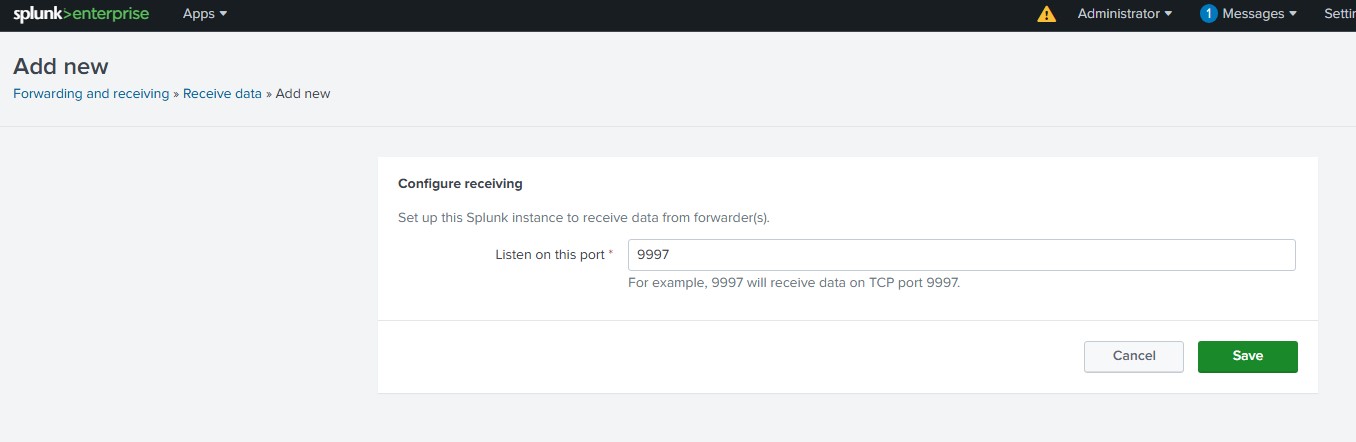 splunk>enterprise Apps Administrator 1 Messages Settin
Add new
Forwarding and receiving » Receive data » Add new
Configure receiving
Set up this Splunk instance to receive data from forwarder(s).
Listen on this port * 9997
For example, 9997 will receive data on TCP port 9997.
Cancel Save